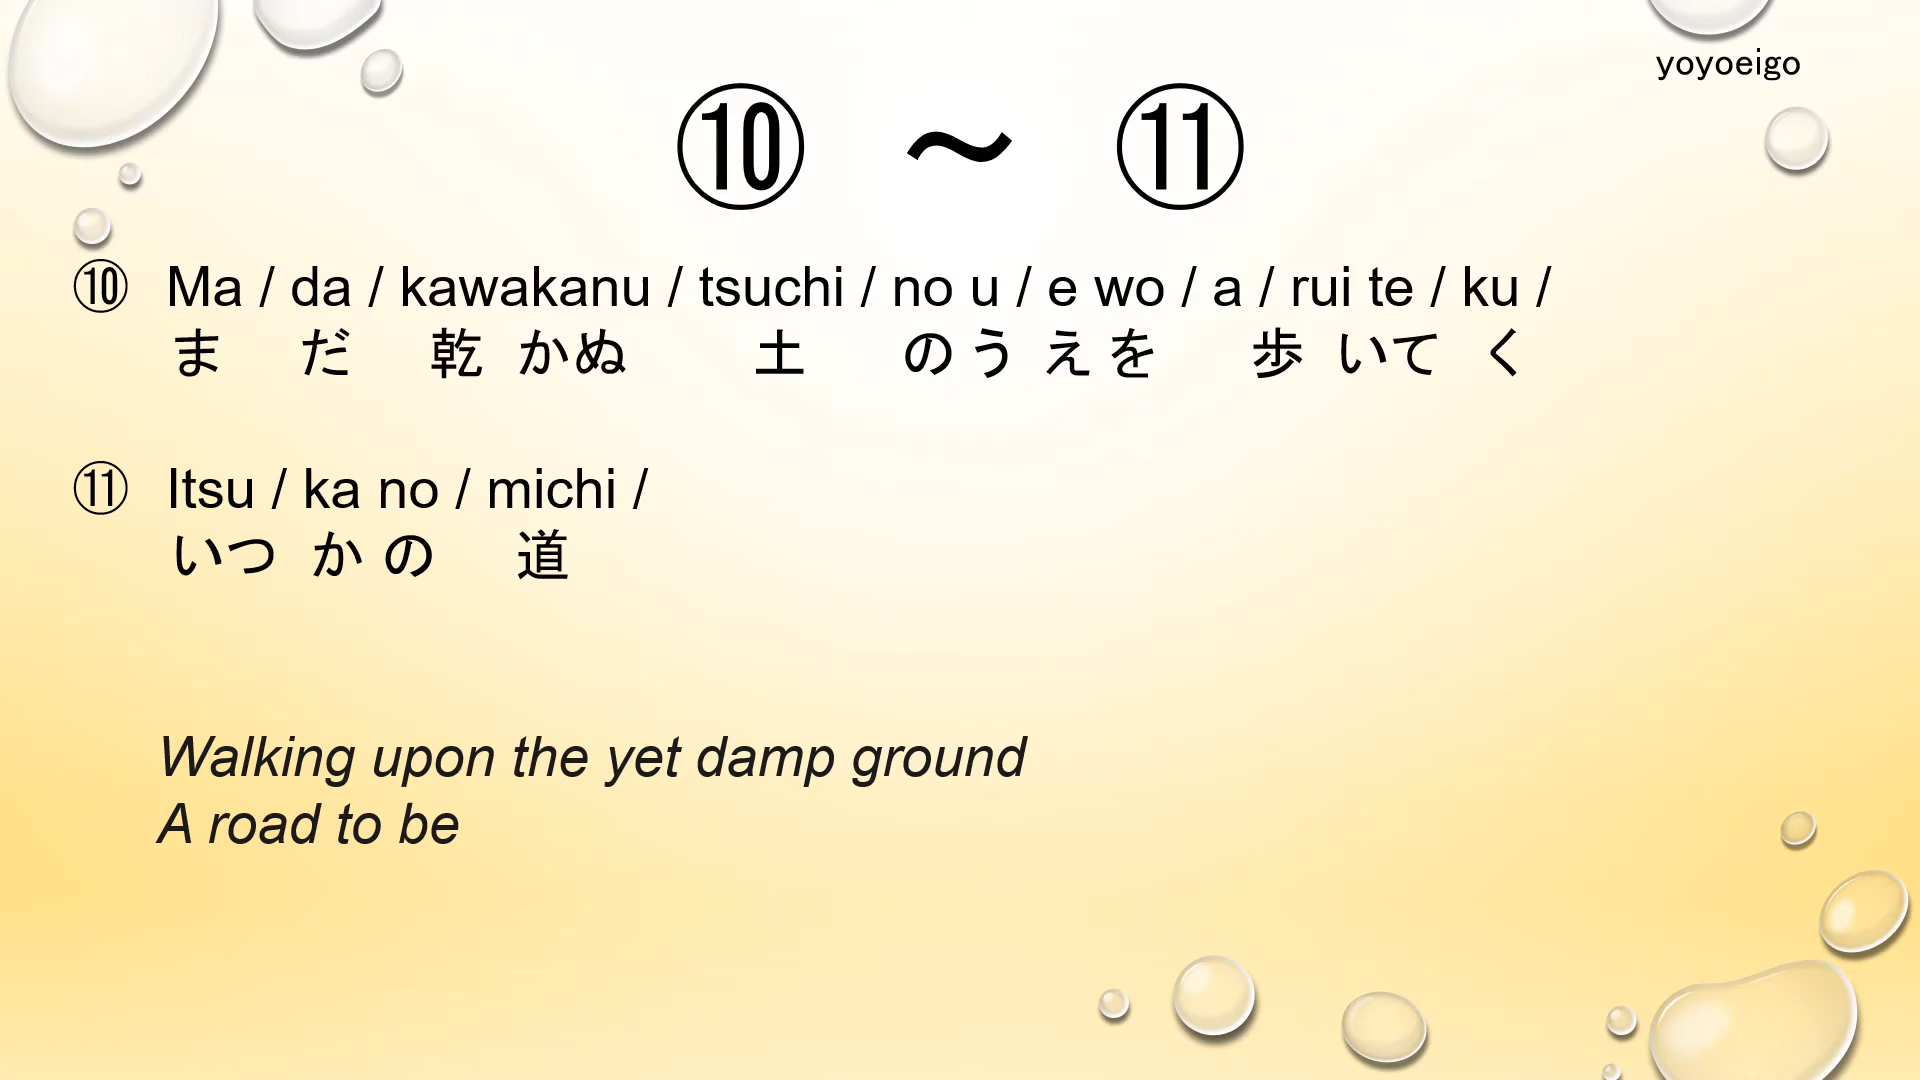 yoyoeigo
⑩ ～ ⑪
⑩ Ma / da / kawakanu / tsuchi / no u / e wo / a / rui te / ku /
ま だ 乾 かぬ 土 の う え を 歩 いて く
⑪ Itsu / ka no / michi /
いつ か の 道
Walking upon the yet damp ground
A road to be